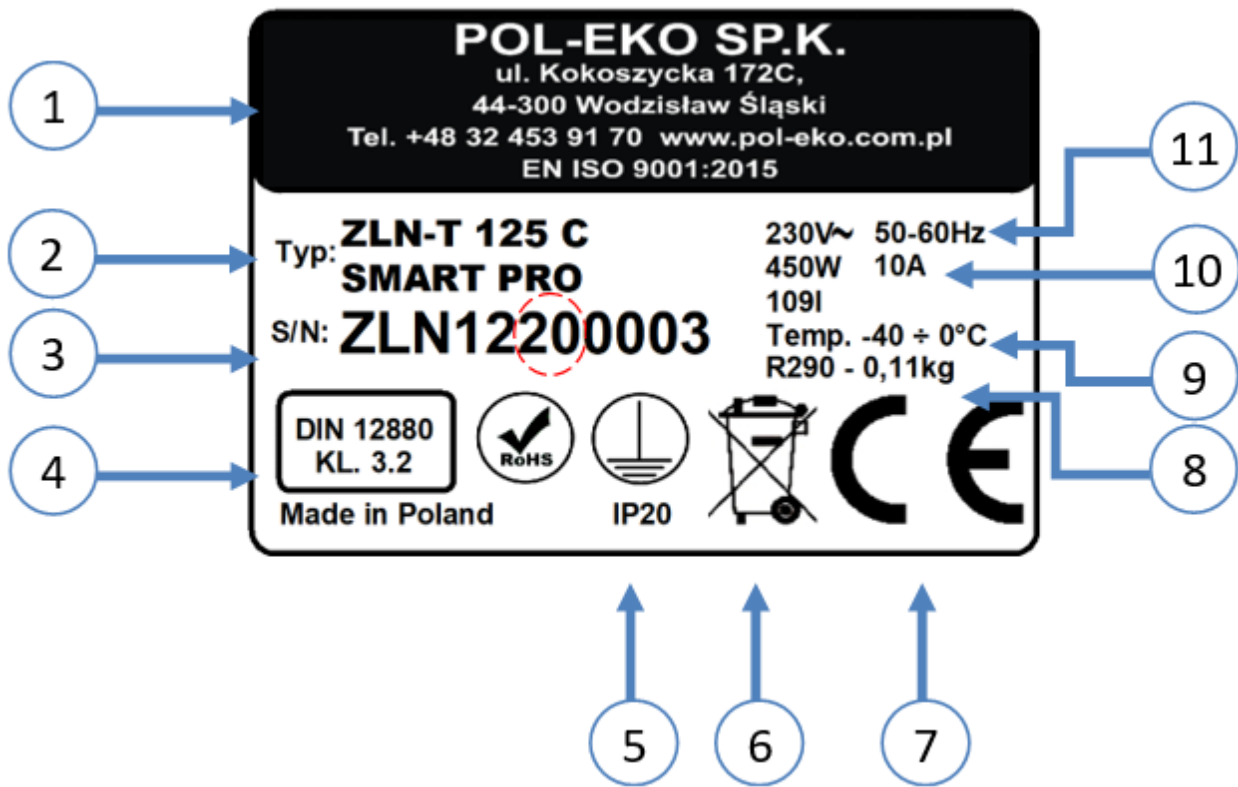 POL-EKO SP.K.
ul. Kokoszycka 172C,
44-300 Wodzisław Śląski
Tel. +48 32 453 91 70 www.pol-eko.com.pl
EN ISO 9001:2015
Typ: ZLN-T 125 C
SMART PRO
S/N: ZLN12200003
230V~ 50-60Hz
450W 10A
109l
Temp. -40 ÷ 0°C
R290 - 0,11kg
DIN 12880
KL. 3.2
RoHS
IP20
CE
Made in Poland
1
2
3
4
5
6
7
8
9
10
11